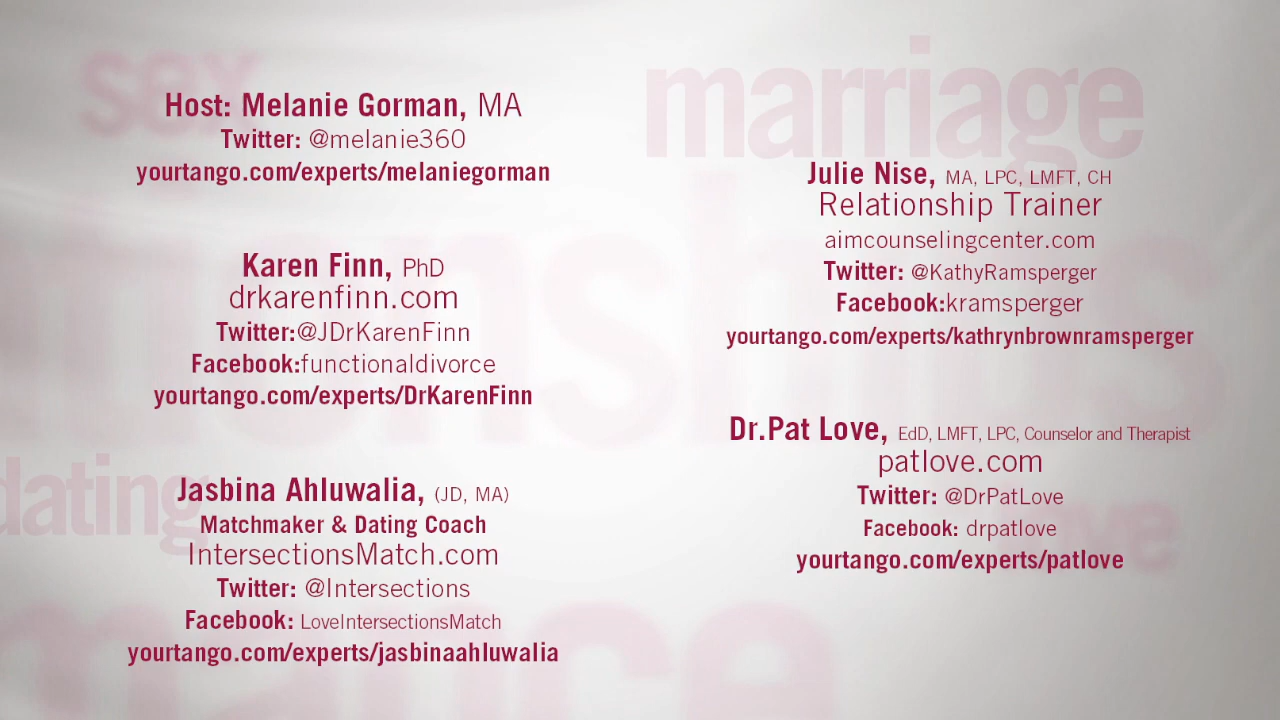 sex
marriage
Host: Melanie Gorman, MA
Twitter: @melanie360
yourtango.com/experts/melaniegorman
Karen Finn, PhD
drkarenfinn.com
Twitter:@JDrKarenFinn
Facebook:functionaldivorce
yourtango.com/experts/DrKarenFinn
dating
Jasbina Ahluwalia, (JD, MA)
Matchmaker & Dating Coach
IntersectionsMatch.com
Twitter: @Intersections
Facebook: LoveIntersectionsMatch
yourtango.com/experts/jasbinaahluwalia
Julie Nise, MA, LPC, LMFT, CH
Relationship Trainer
aimcounselingcenter.com
Twitter: @KathyRamsperger
Facebook:kramsperger
yourtango.com/experts/kathrynbrownramsperger
Dr.Pat Love, EdD, LMFT, LPC, Counselor and Therapist
patlove.com
Twitter: @DrPatLove
Facebook: drpatlove
yourtango.com/experts/patlove